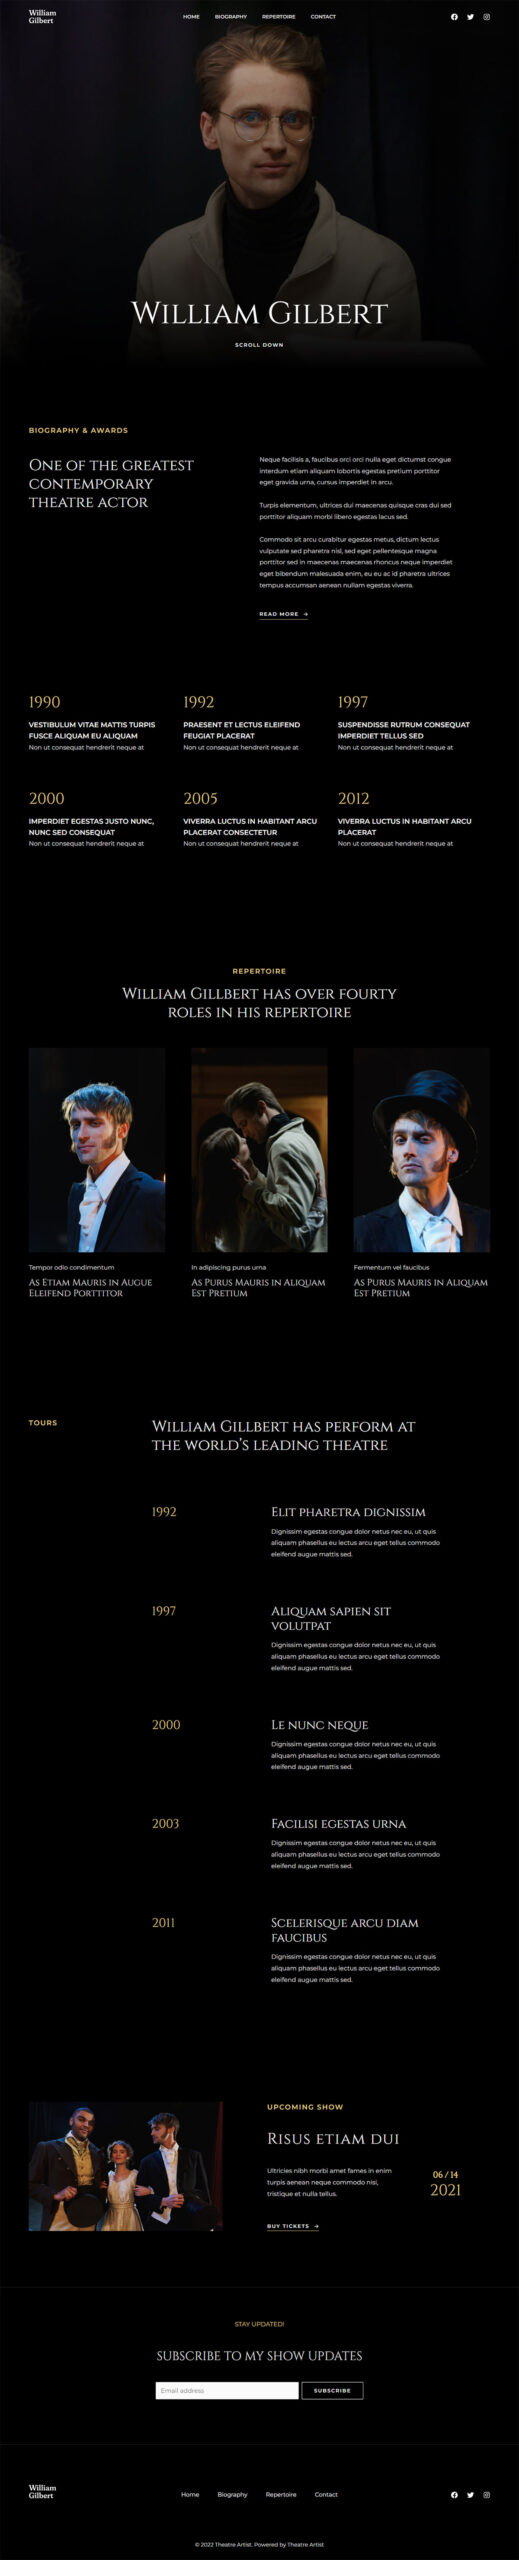 William
Gilbert
HOME BIOGRAPHY REPERTOIRE CONTACT
William Gilbert
SCROLL DOWN
BIOGRAPHY & AWARDS
One of the greatest
contemporary
theatre actor
Neque facilisis a, faucibus orci orci nulla eget dictumst congue
interdum etiam aliquam lobortis egestas pretium porttitor
eget gravida urna, cursus imperdiet in arcu.
Turpis elementum, ultrices dui maecenas quisque cras dui sed
porttitor aliquam morbi libero egestas lacus sed.
Commodo sit arcu curabitur egestas metus, dictum lectus
vulputate sed pharetra nisl, sed eget pellentesque magna
porttitor sed in maecenas maecenas rhoncus neque imperdiet
eget bibendum malesuada enim, eu eu ac id pharetra ultrices
tempus accumsan aenean nullam egestas viverra.
READ MORE →
1990
VESTIBULUM VITAE MATTIS TURPIS
FUSCE ALIQUAM EU ALIQUAM
Non ut consequat hendrerit neque at
1992
PRAESENT ET LECTUS ELEIFEND
FEUGIAT PLACERAT
Non ut consequat hendrerit neque at
1997
SUSPENDISSE RUTRUM CONSEQUAT
IMPERDIET TELLUS SED
Non ut consequat hendrerit neque at
2000
IMPERDIET EGESTAS JUSTO NUNC,
NUNC SED CONSEQUAT
Non ut consequat hendrerit neque at
2005
VIVERRA LUCTUS IN HABITANT ARCU
PLACERAT CONSECTETUR
Non ut consequat hendrerit neque at
2012
VIVERRA LUCTUS IN HABITANT ARCU
PLACERAT
Non ut consequat hendrerit neque at
REPERTOIRE
William Gillbert has over fourty
roles in his repertoire
Tempor odio condimentum
As Etiam Mauris in Augue
Eleifend Porttitor
In adipiscing purus urna
As Purus Mauris in Aliquam
Est Pretium
Fermentum vel faucibus
As Purus Mauris in Aliquam
Est Pretium
TOURS
William Gillbert has perform at
the world's leading theatre
1992
Elit pharetra dignissim
Dignissim egestas congue dolor netus nec eu, ut quis
aliquam phasellus eu lectus arcu eget tellus commodo
eleifend augue mattis sed.
1997
Aliquam sapien sit
volutpat
Dignissim egestas congue dolor netus nec eu, ut quis
aliquam phasellus eu lectus arcu eget tellus commodo
eleifend augue mattis sed.
2000
Le nunc neque
Dignissim egestas congue dolor netus nec eu, ut quis
aliquam phasellus eu lectus arcu eget tellus commodo
eleifend augue mattis sed.
2003
Facilisi egestas urna
Dignissim egestas congue dolor netus nec eu, ut quis
aliquam phasellus eu lectus arcu eget tellus commodo
eleifend augue mattis sed.
2011
Scelerisque arcu diam
faucibus
Dignissim egestas congue dolor netus nec eu, ut quis
aliquam phasellus eu lectus arcu eget tellus commodo
eleifend augue mattis sed.
UPCOMING SHOW
Risus etiam dui
Ultricies nibh morbi amet fames in enim
turpis aenean neque commodo nisi,
tristique et nulla tellus.
06 / 14
2021
BUY TICKETS →
STAY UPDATED!
SUBSCRIBE TO MY SHOW UPDATES
Email address
SUBSCRIBE
William
Gilbert
Home Biography Repertoire Contact
© 2022 Theatre Artist. Powered by Theatre Artist